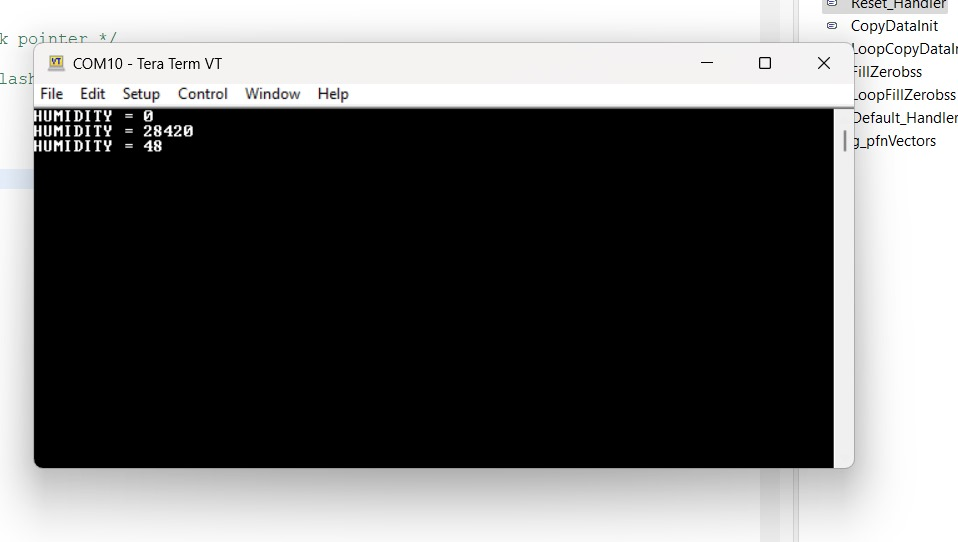 k pointer */
lash
COM10 - Tera Term VT
File Edit Setup Control Window Help
HUMIDITY = 0
HUMIDITY = 28420
HUMIDITY = 48
Reset_Handler
CopyDataInit
LoopCopyDataI
FillZerobss
LoopFillZerobss
Default_Handler
g_pfnVectors